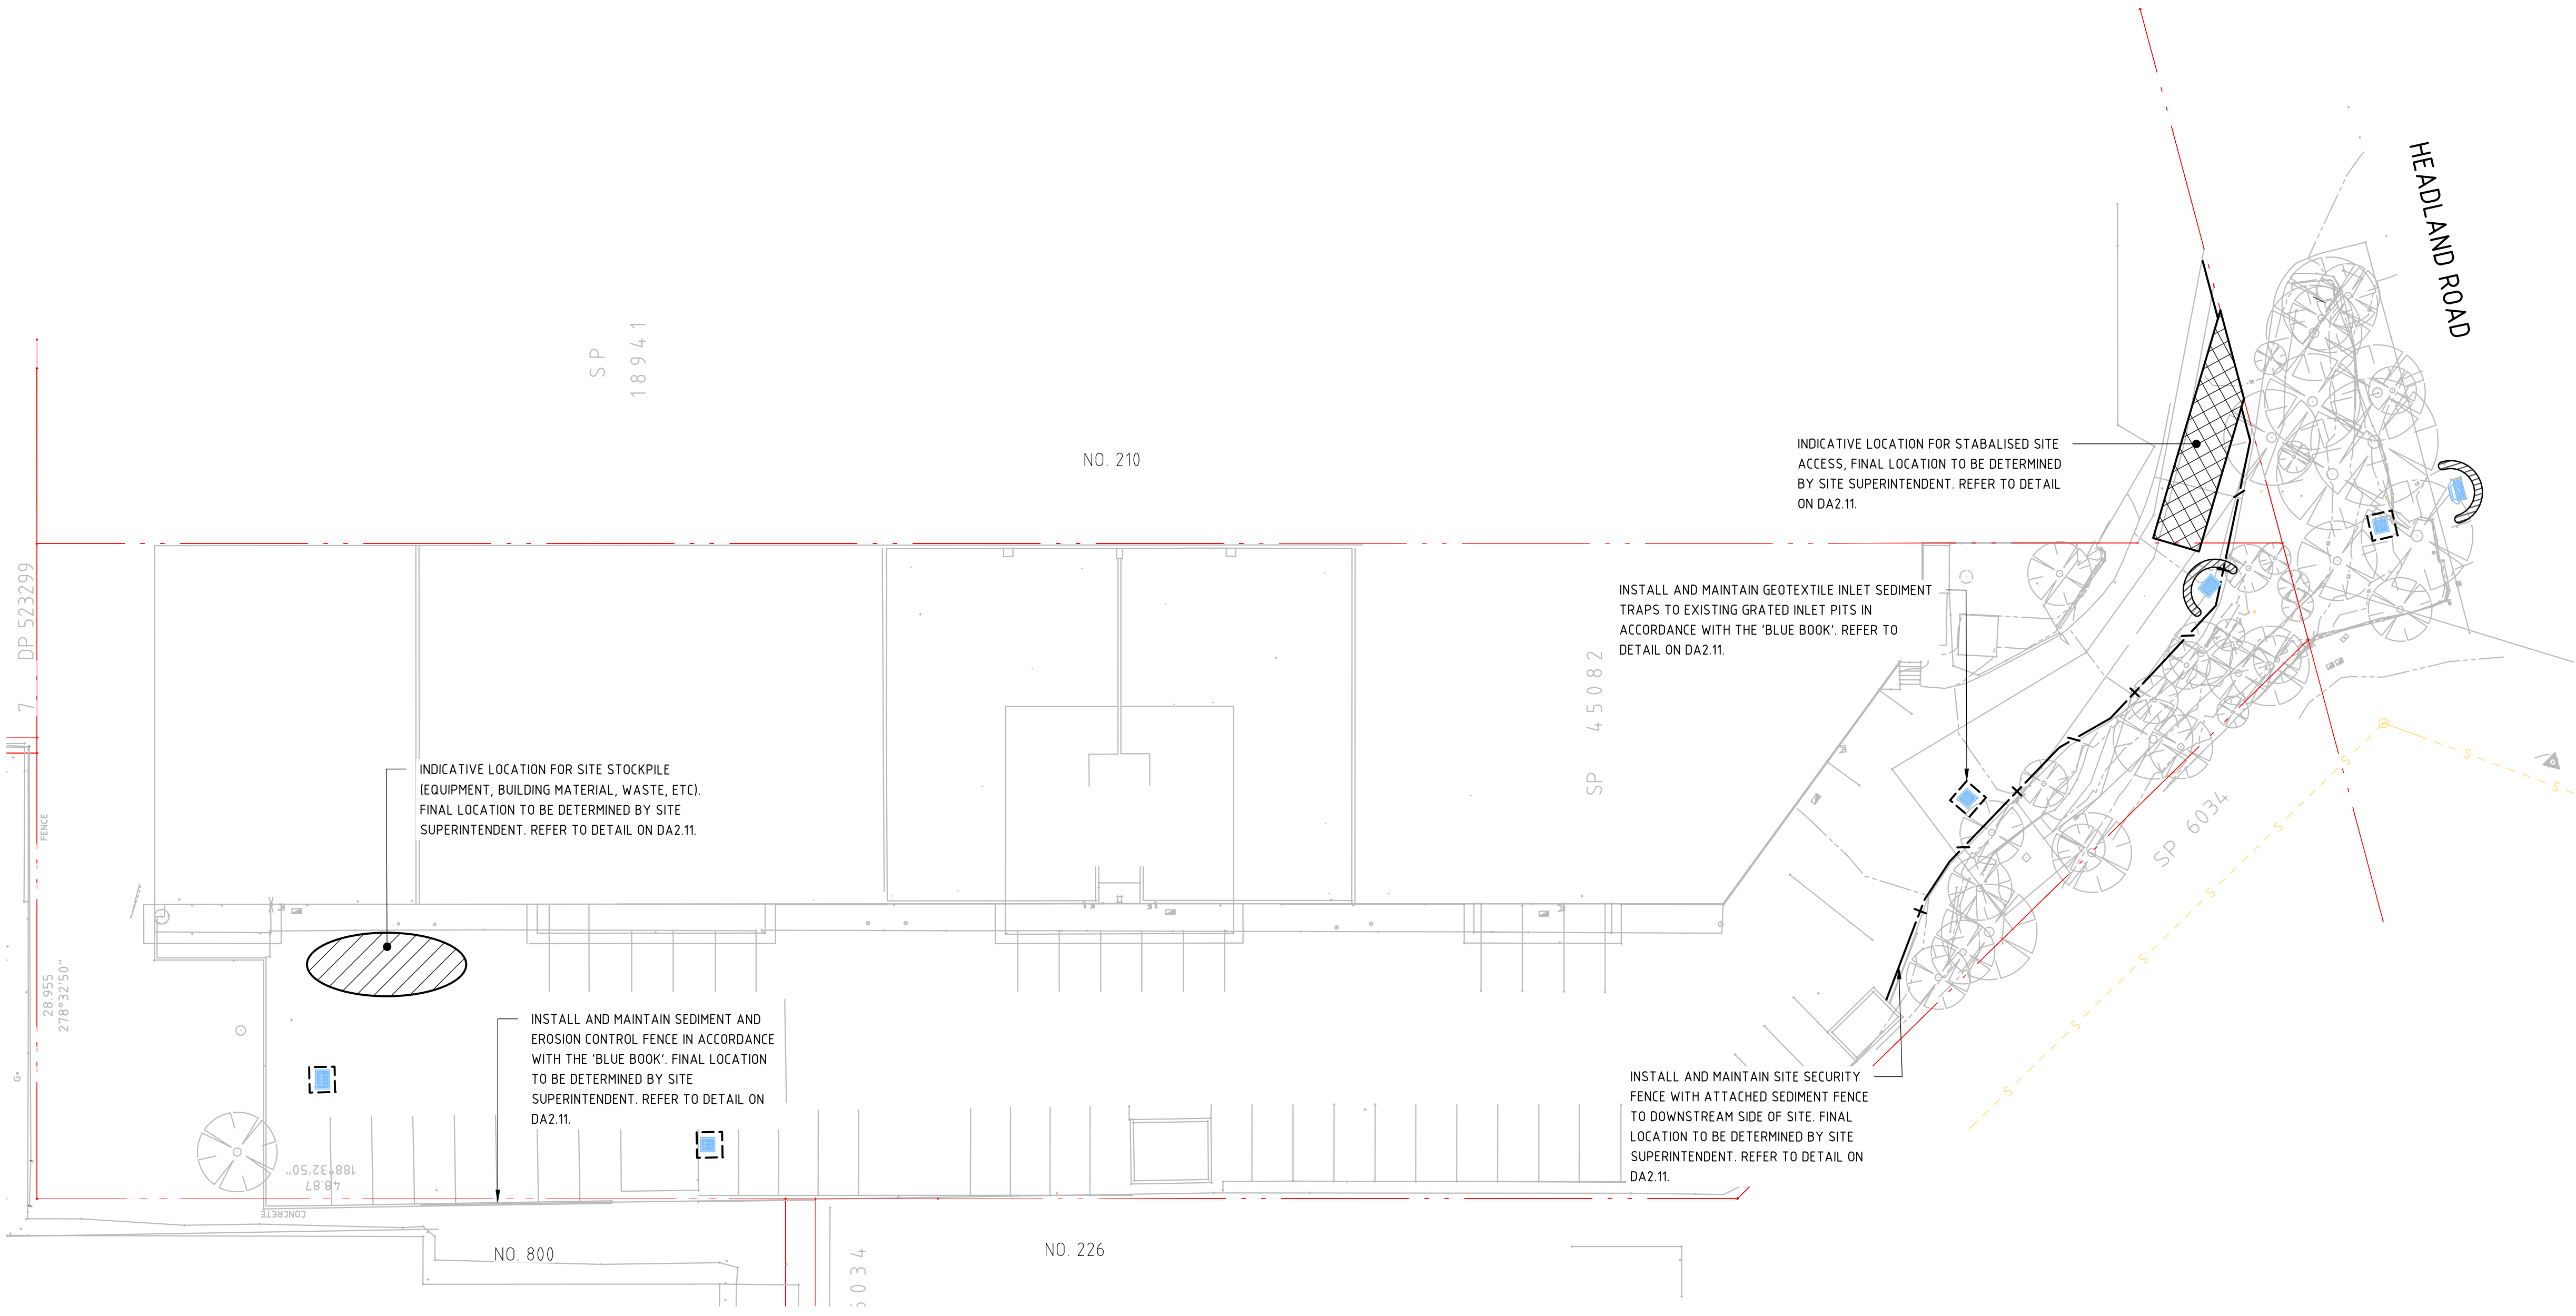 HEADLAND ROAD
SP
18941
NO. 210
INDICATIVE LOCATION FOR STABALISED SITE
ACCESS, FINAL LOCATION TO BE DETERMINED
BY SITE SUPERINTENDENT. REFER TO DETAIL
ON DA2.11.
7 DP 523299
INSTALL AND MAINTAIN GEOTEXTILE INLET SEDIMENT
TRAPS TO EXISTING GRATED INLET PITS IN
ACCORDANCE WITH THE 'BLUE BOOK'. REFER TO
DETAIL ON DA2.11.
SP 45082
INDICATIVE LOCATION FOR SITE STOCKPILE
(EQUIPMENT, BUILDING MATERIAL, WASTE, ETC).
FINAL LOCATION TO BE DETERMINED BY SITE
SUPERINTENDENT. REFER TO DETAIL ON DA2.11.
FENCE
SP 6034
S
S
S
S
S
S
S
S
28.955
278°32'50"
INSTALL AND MAINTAIN SEDIMENT AND
EROSION CONTROL FENCE IN ACCORDANCE
WITH THE 'BLUE BOOK'. FINAL LOCATION
TO BE DETERMINED BY SITE
SUPERINTENDENT. REFER TO DETAIL ON
DA2.11.
INSTALL AND MAINTAIN SITE SECURITY
FENCE WITH ATTACHED SEDIMENT FENCE
TO DOWNSTREAM SIDE OF SITE. FINAL
LOCATION TO BE DETERMINED BY SITE
SUPERINTENDENT. REFER TO DETAIL ON
DA2.11.
G
48.87
188°32'50"
CONCRETE
NO. 800
NO. 226
6034